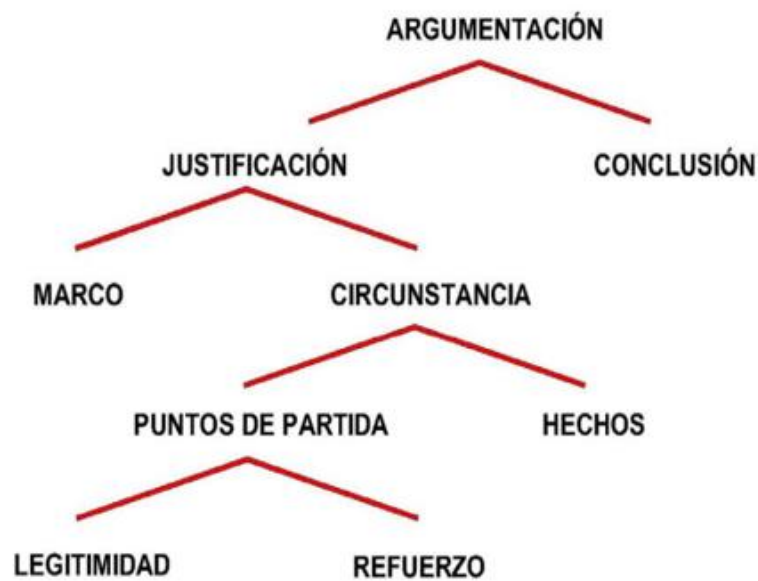 ARGUMENTACIÓN
JUSTIFICACIÓN
CONCLUSIÓN
MARCO
CIRCUNSTANCIA
PUNTOS DE PARTIDA
HECHOS
LEGITIMIDAD
REFUERZO